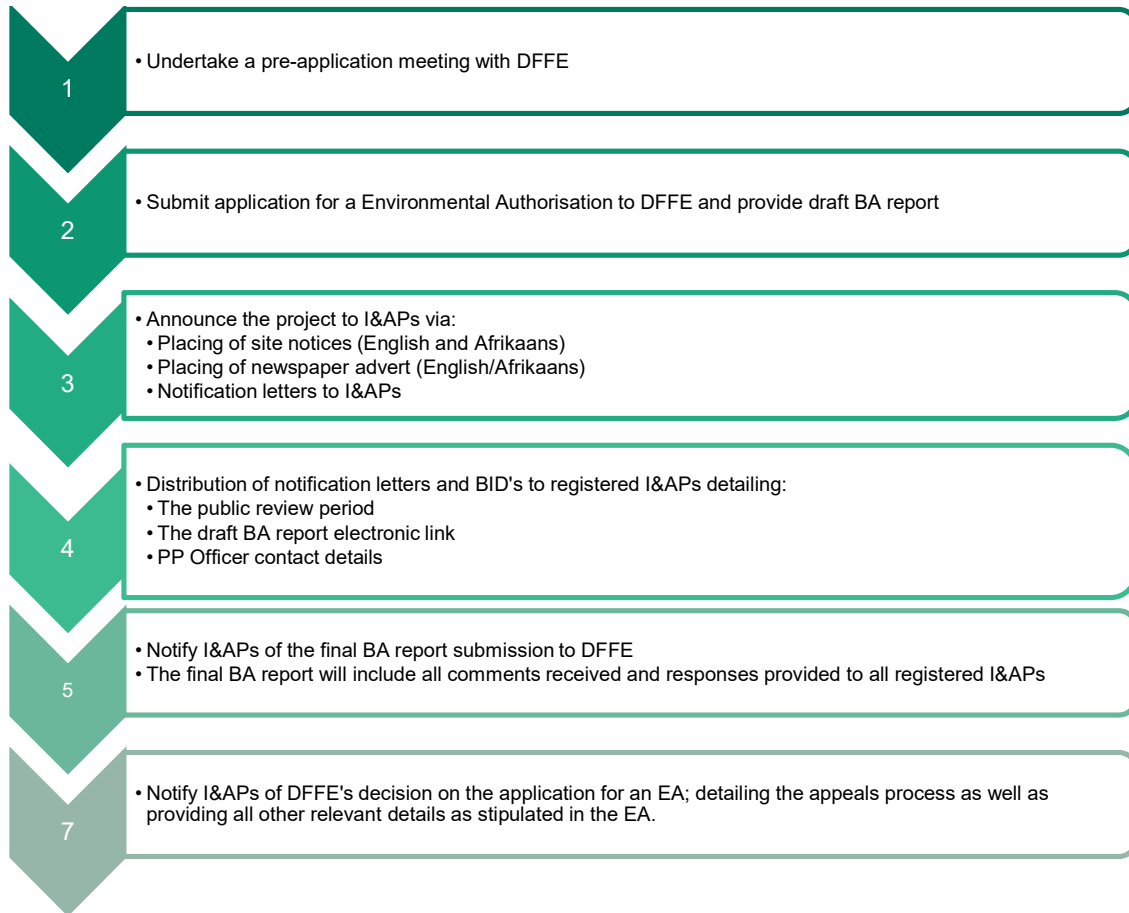 1
• Undertake a pre-application meeting with DFFE
2
• Submit application for a Environmental Authorisation to DFFE and provide draft BA report
3
• Announce the project to I&APs via:
• Placing of site notices (English and Afrikaans)
• Placing of newspaper advert (English/Afrikaans)
• Notification letters to I&APs
4
• Distribution of notification letters and BID's to registered I&APs detailing:
• The public review period
• The draft BA report electronic link
• PP Officer contact details
5
• Notify I&APs of the final BA report submission to DFFE
• The final BA report will include all comments received and responses provided to all registered I&APs
7
• Notify I&APs of DFFE's decision on the application for an EA; detailing the appeals process as well as
providing all other relevant details as stipulated in the EA.